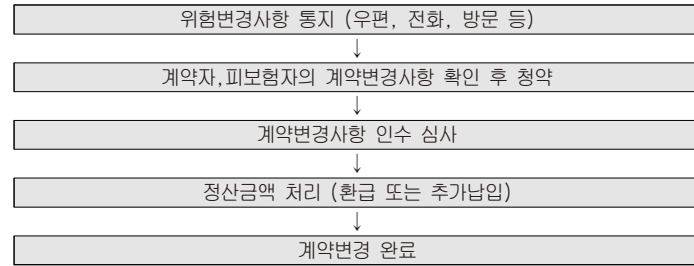 위험변경사항 통지 (우편, 전화, 방문 등)
↓
계약자,피보험자의 계약변경사항 확인 후 청약
↓
계약변경사항 인수 심사
↓
정산금액 처리 (환급 또는 추가납입)
↓
계약변경 완료